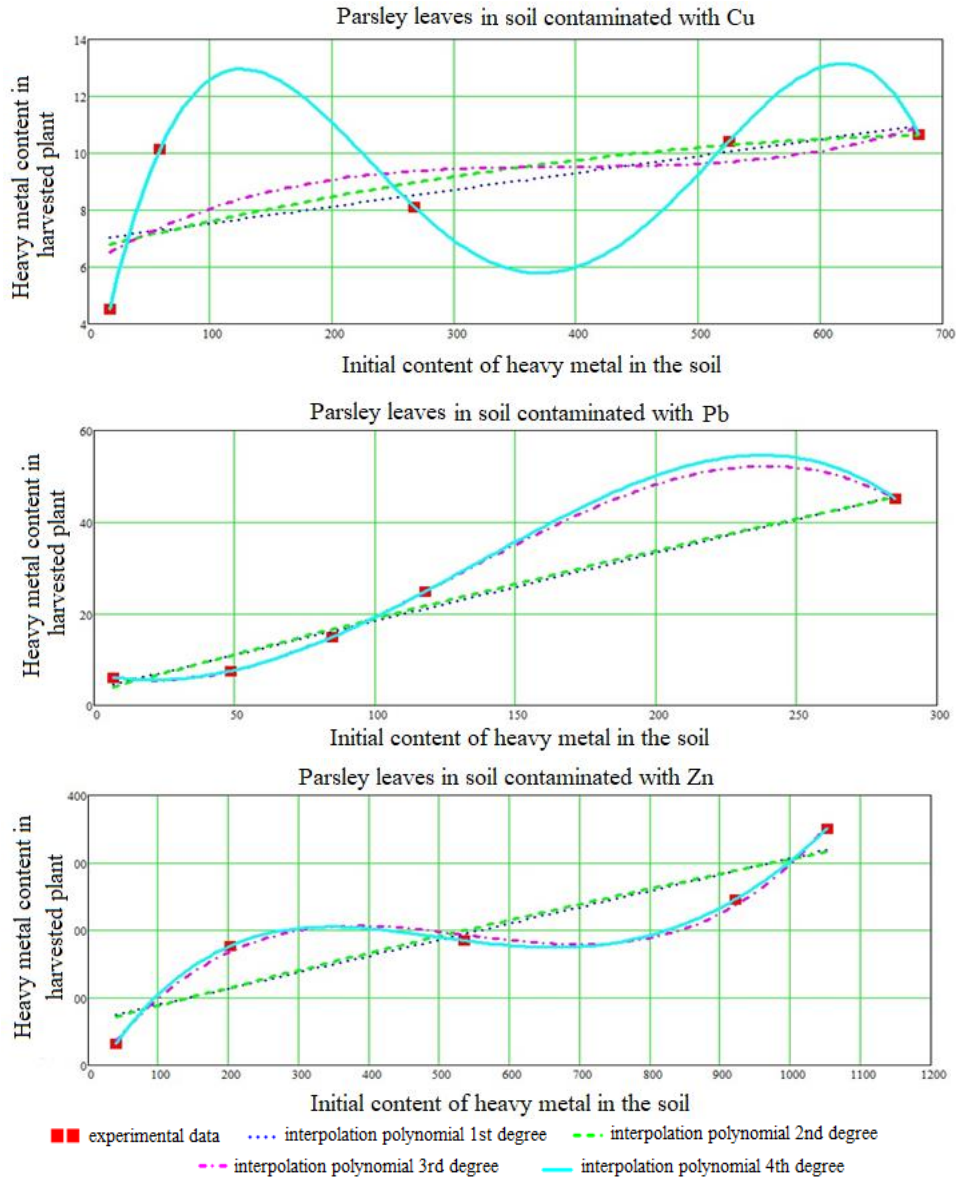 Parsley leaves in soil contaminated with Cu
Heavy metal content in
harvested plant
14
12
10
8
6
4
0 100 200 300 400 500 600 700
Initial content of heavy metal in the soil
Parsley leaves in soil contaminated with Pb
Heavy metal content in
harvested plant
60
40
20
0
0 50 100 150 200 250 300
Initial content of heavy metal in the soil
Parsley leaves in soil contaminated with Zn
Heavy metal content in
harvested plant
400
00
00
00
0
0 100 200 300 400 500 600 700 800 900 1000 1100 1200
Initial content of heavy metal in the soil
experimental data interpolation polynomial 1st degree interpolation polynomial 2nd degree
interpolation polynomial 3rd degree interpolation polynomial 4th degree